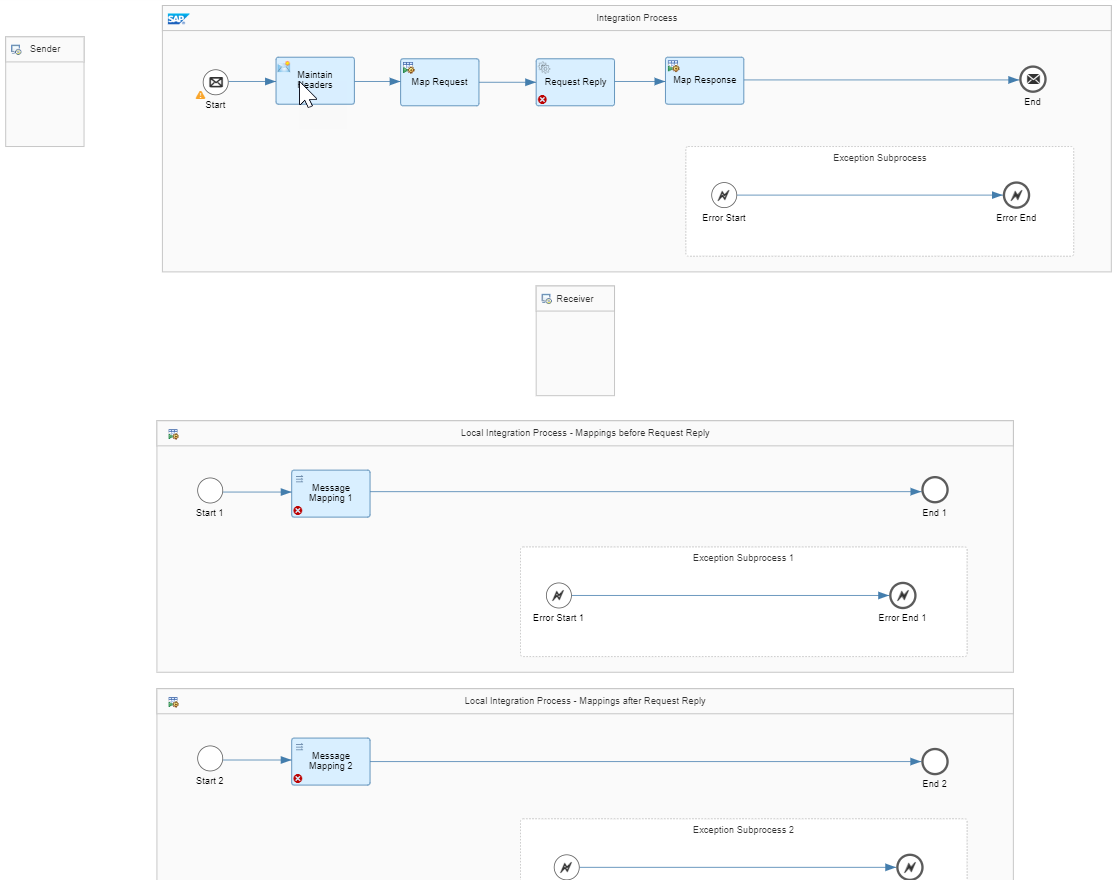 SAP
Integration Process
Sender
Maintain
Headers
Map Request
Request Reply
Map Response
Start
End
Exception Subprocess
Error Start
Error End
Receiver
Local Integration Process - Mappings before Request Reply
Message
Mapping 1
Start 1
End 1
Exception Subprocess 1
Error Start 1
Error End 1
Local Integration Process - Mappings after Request Reply
Message
Mapping 2
Start 2
End 2
Exception Subprocess 2